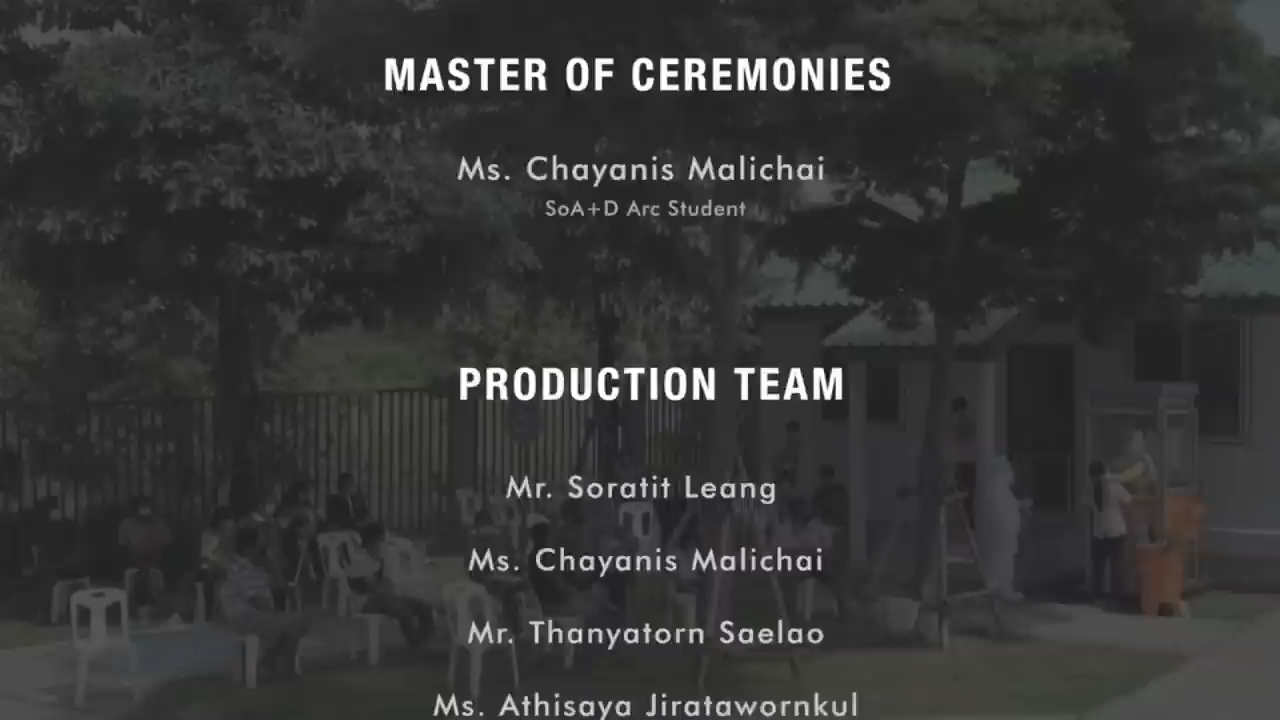 MASTER OF CEREMONIES
Ms. Chayanis Malichai
SoA+D Arc Student
PRODUCTION TEAM
Mr. Soratit Leang
Ms. Chayanis Malichai
Mr. Thanyatorn Saelao
Ms. Athisaya Jiratawornkul